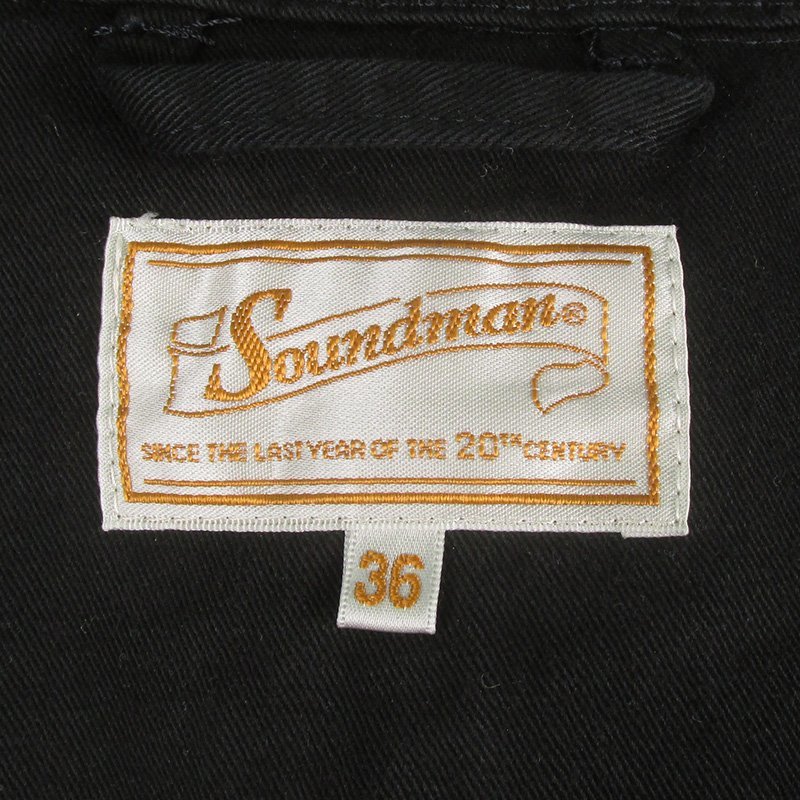 Soundman®
SINCE THE LAST YEAR OF THE 20TH CENTURY
36